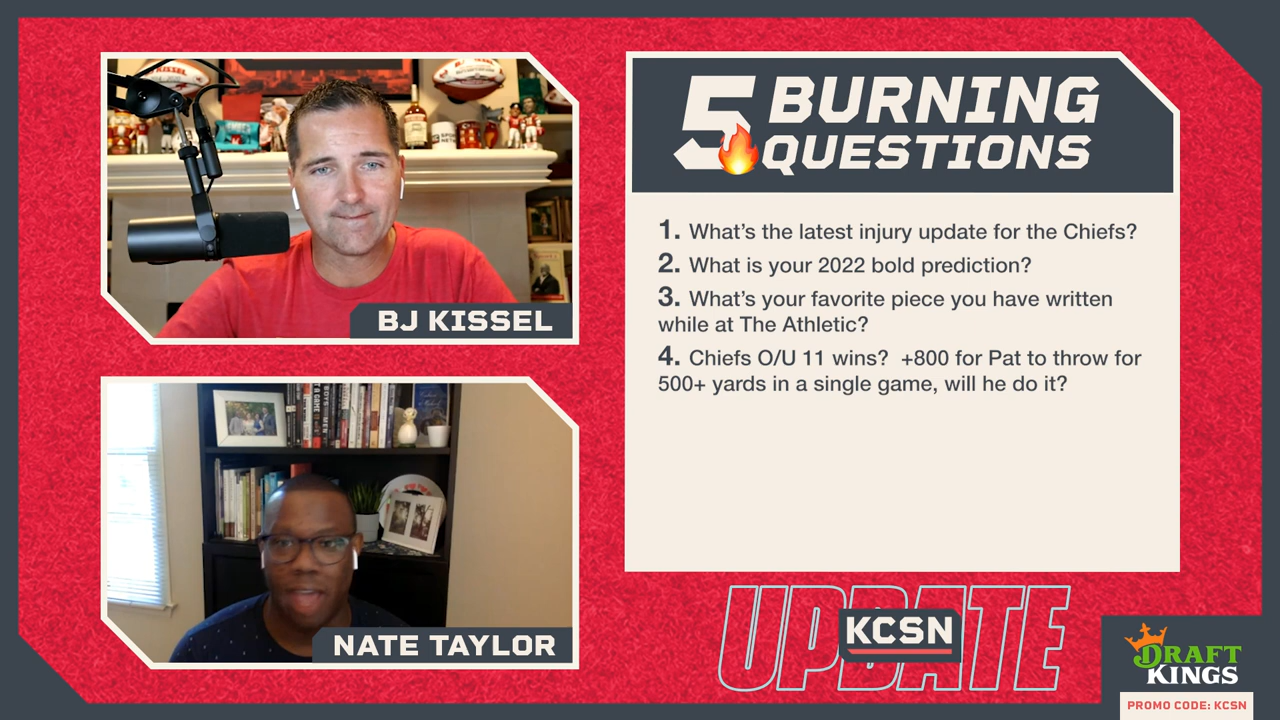 BJ KISSEL
NATE TAYLOR
5 BURNING
QUESTIONS
1. What's the latest injury update for the Chiefs?
2. What is your 2022 bold prediction?
3. What's your favorite piece you have written
while at The Athletic?
4. Chiefs O/U 11 wins? +800 for Pat to throw for
500+ yards in a single game, will he do it?
UPDATE
KCSN
DRAFT
KINGS
PROMO CODE: KCSN